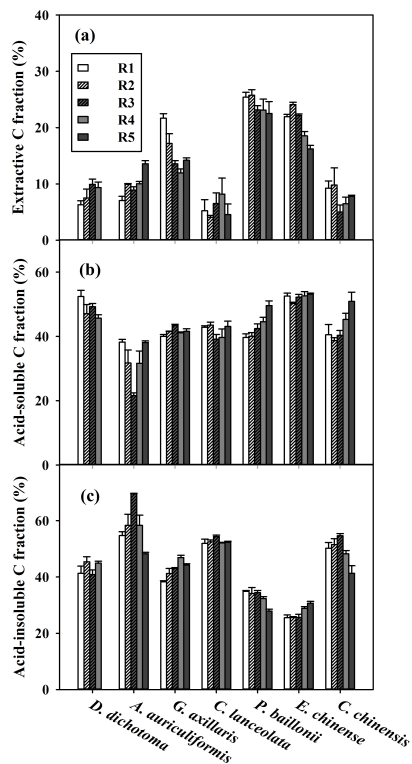 (a)
R1
R2
R3
R4
R5
Extractive C fraction (%)
40
30
20
10
0
(b)
Acid-soluble C fraction (%)
60
40
20
0
(c)
Acid-insoluble C fraction (%)
60
40
20
0
D. dichotoma
A. auriculiformis
G. axillaris
C. lanceolata
P. baillonii
E. chinense
C. chinensis